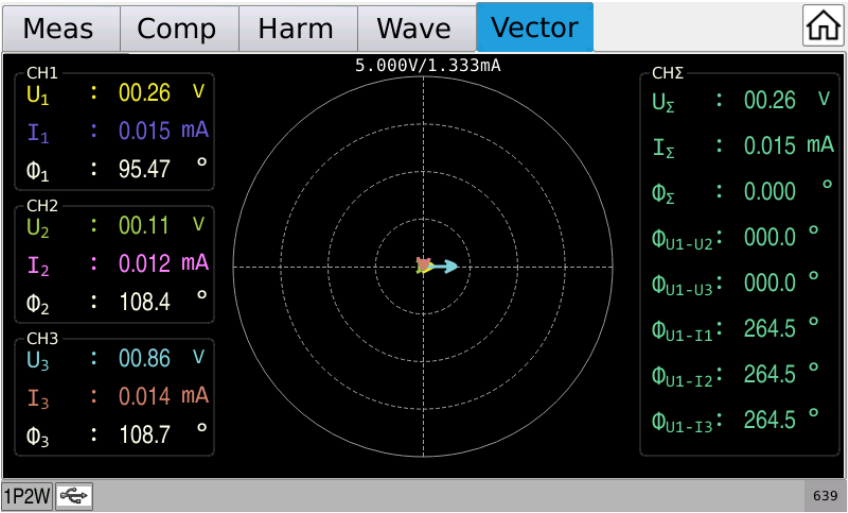 Meas Comp Harm Wave Vector
5.000V/1.333mA
CH1
U1 : 00.26 V
I1 : 0.015 mA
Φ1 : 95.47 °
CH2
U2 : 00.11 V
I2 : 0.012 mA
Φ2 : 108.4 °
CH3
U3 : 00.86 V
I3 : 0.014 mA
Φ3 : 108.7 °
CHΣ
UΣ : 00.26 V
IΣ : 0.015 mA
ΦΣ : 0.000 °
ΦU1-U2: 000.0 °
ΦU1-U3: 000.0 °
ΦU1-I1: 264.5 °
ΦU1-I2: 264.5 °
ΦU1-I3: 264.5 °
1P2W 639